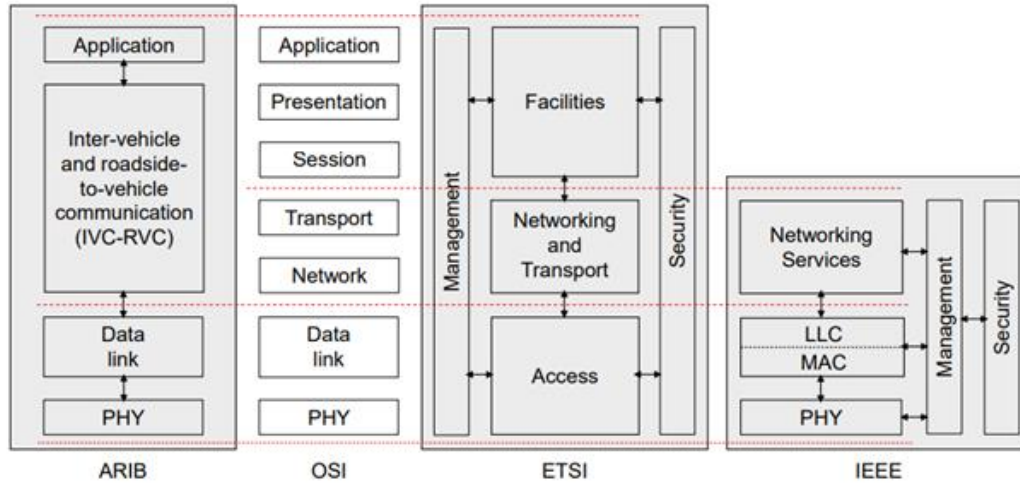 Application
Inter-vehicle
and roadside-
to-vehicle
communication
(IVC-RVC)
Data
link
PHY
ARIB
Application
Presentation
Session
Transport
Network
Data
link
PHY
OSI
Management
Facilities
Networking
and
Transport
Access
Security
ETSI
Networking
Services
LLC
MAC
PHY
Management
Security
IEEE